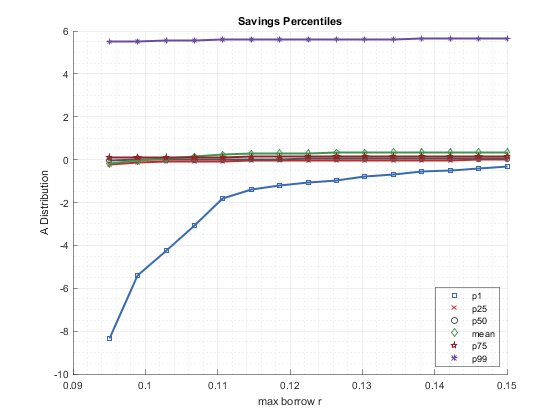 Savings Percentiles
6
4
2
0
-2
-4
-6
-8
-10
A Distribution
p1
p25
p50
mean
p75
p99
0.09 0.1 0.11 0.12 0.13 0.14 0.15
max borrow r